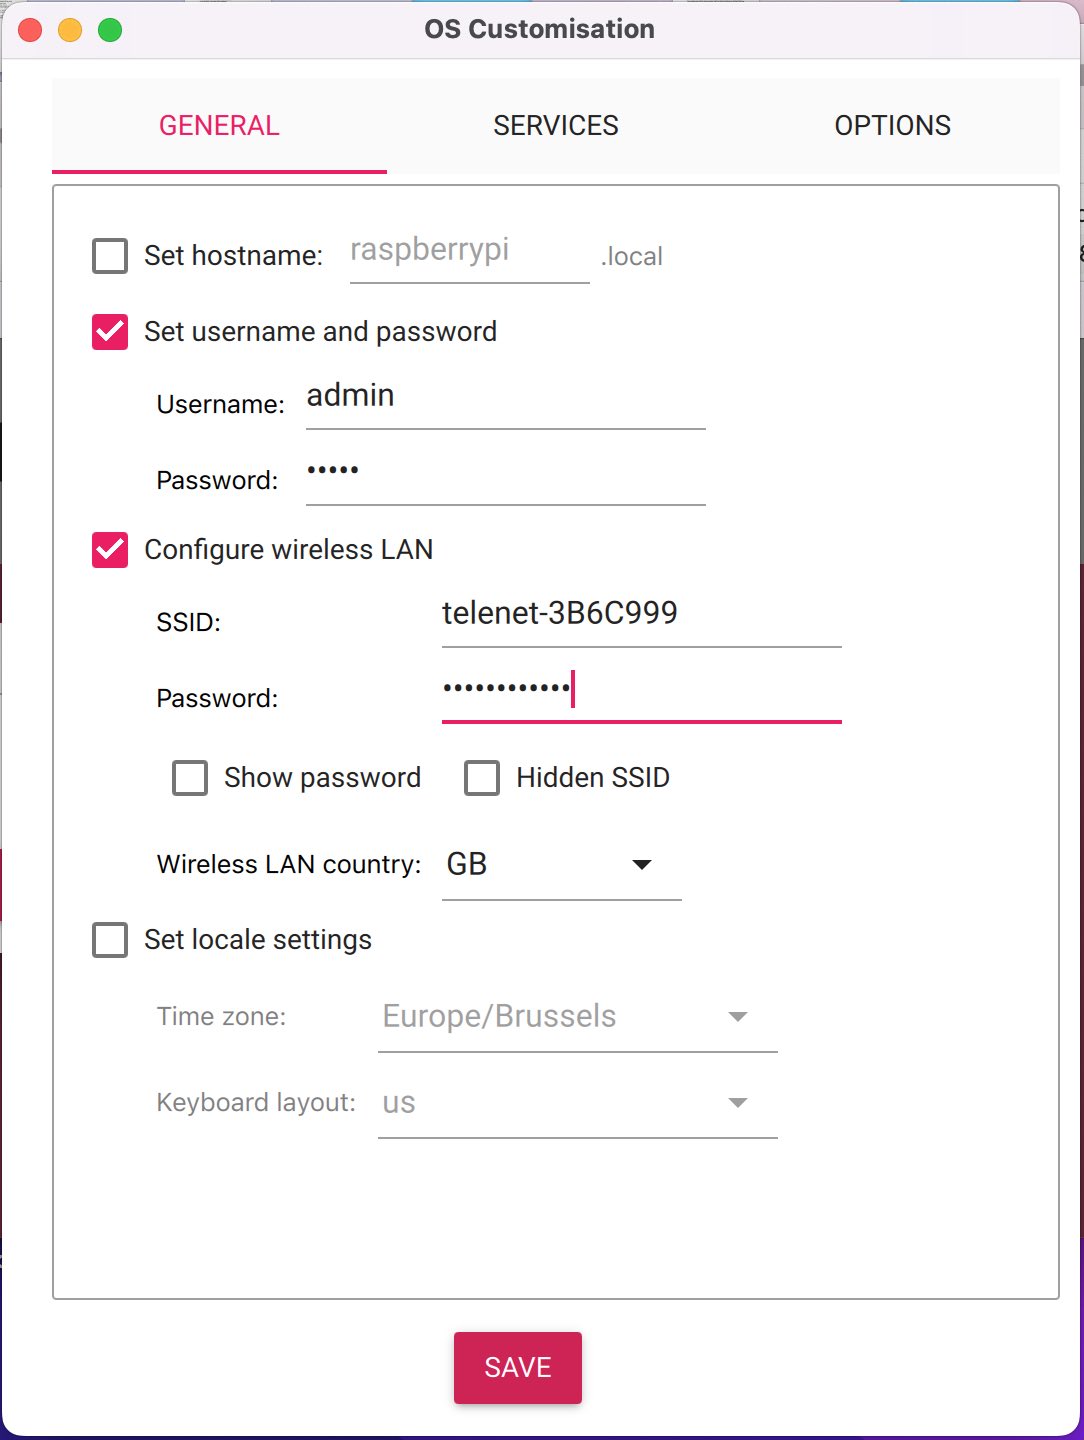 OS Customisation
GENERAL SERVICES OPTIONS
Set hostname: raspberrypi .local
Set username and password
Username: admin
Password: •••••
Configure wireless LAN
SSID: telenet-3B6C999
Password: ••••••••••••
Show password Hidden SSID
Wireless LAN country: GB
Set locale settings
Time zone: Europe/Brussels
Keyboard layout: us
SAVE